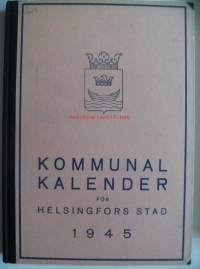 KOMMUNAL
KALENDER
FÖR
HELSINGFORS STAD
1945